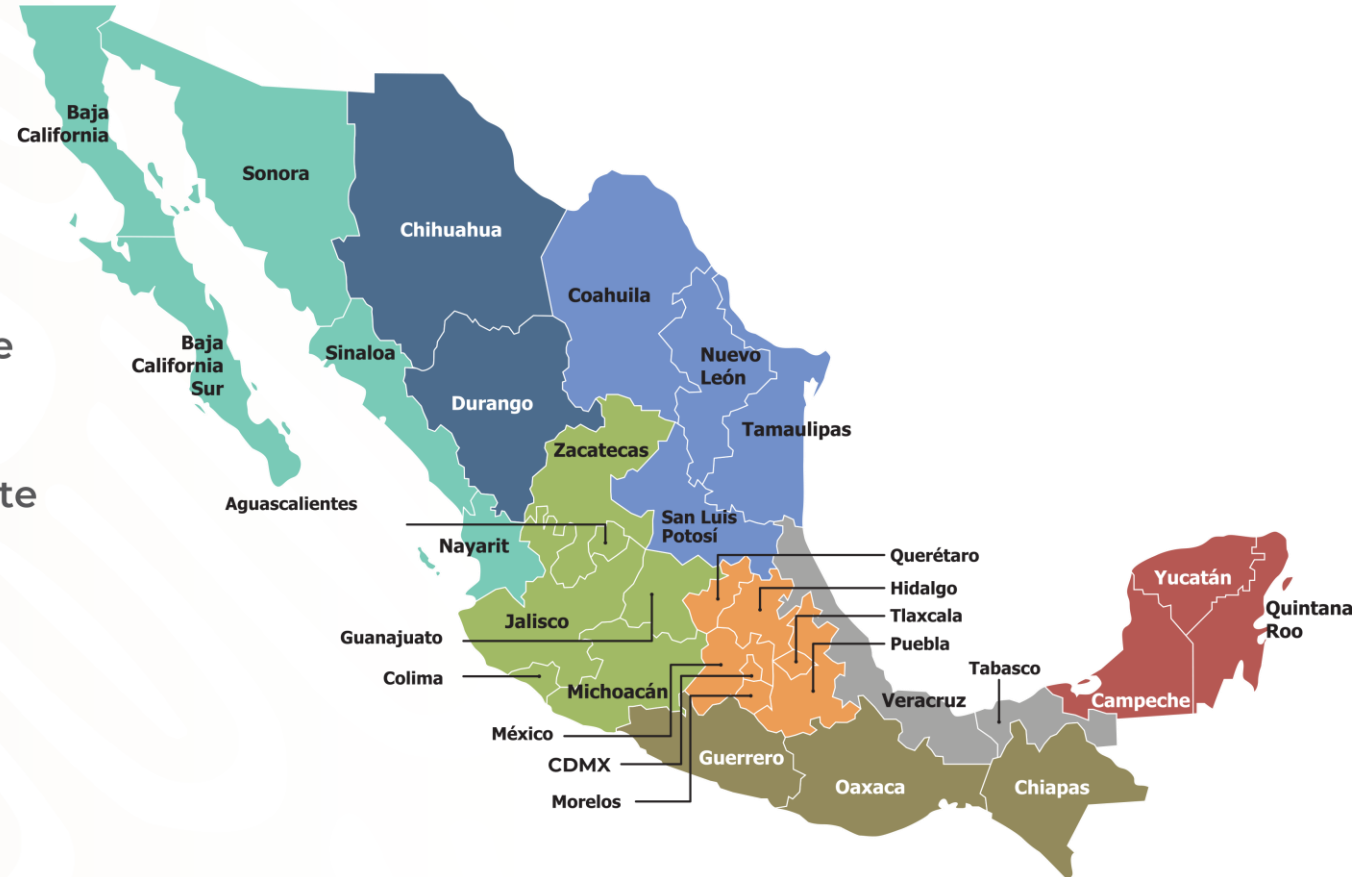 Baja
California
Sonora
Chihuahua
Coahuila
e
Baja
California
Sur
Sinaloa
Nuevo
León
Durango
Tamaulipas
Zacatecas
te
Aguascalientes
San Luis
Potosí
Nayarit
Querétaro
Yucatán
Hidalgo
Quintana
Roo
Jalisco
Tlaxcala
Guanajuato
Puebla
Tabasco
Colima
Michoacán
Veracruz
Campeche
México
Guerrero
CDMX
Oaxaca
Chiapas
Morelos